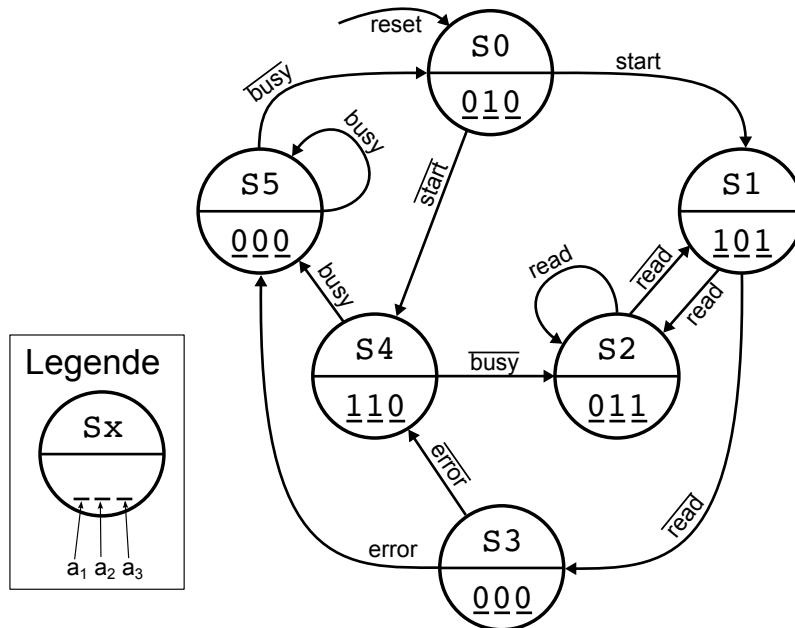 reset
S0
010
start
busy
busy
start
S5
000
S1
101
read
read
read
busy
S4
110
busy
S2
011
Legende
Sx
a1 a2 a3
error
read
error
S3
000